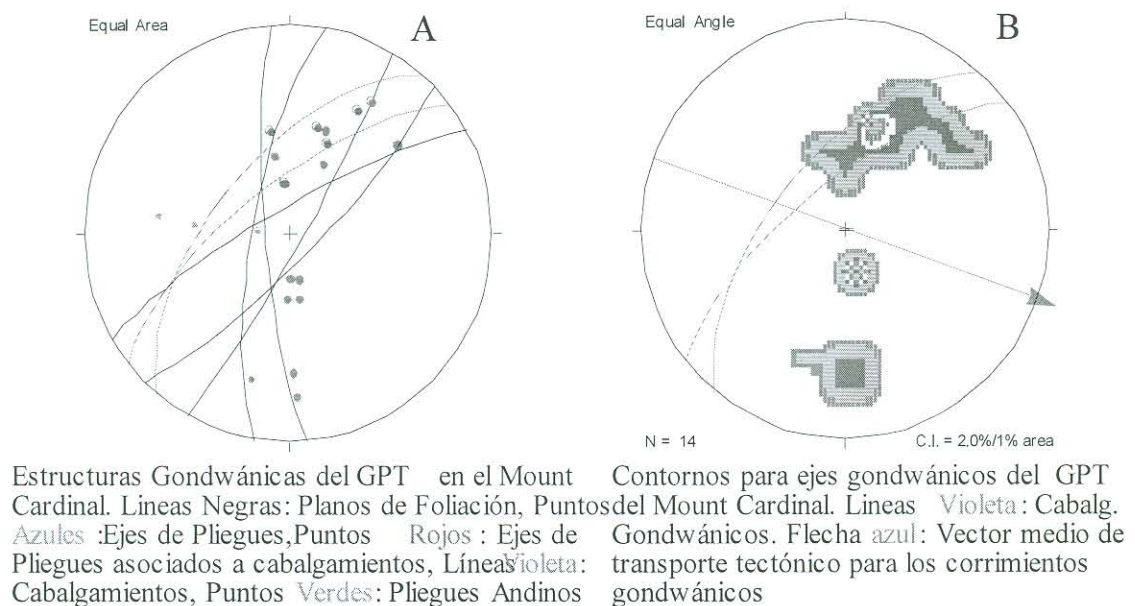 Equal Area
A
Equal Angle
B
N = 14
C.I. = 2.0%/1% area
Estructuras Gondwánicas del GPT en el Mount
Cardinal. Lineas Negras: Planos de Foliación, Puntos
Azules :Ejes de Pliegues,Puntos Rojos : Ejes de
Pliegues asociados a cabalgamientos, Líneas Violeta:
Cabalgamientos, Puntos Verdes: Pliegues Andinos
Contornos para ejes gondwánicos del GPT
del Mount Cardinal. Lineas Violeta: Cabalg.
Gondwánicos. Flecha azul: Vector medio de
transporte tectónico para los corrimientos
gondwánicos